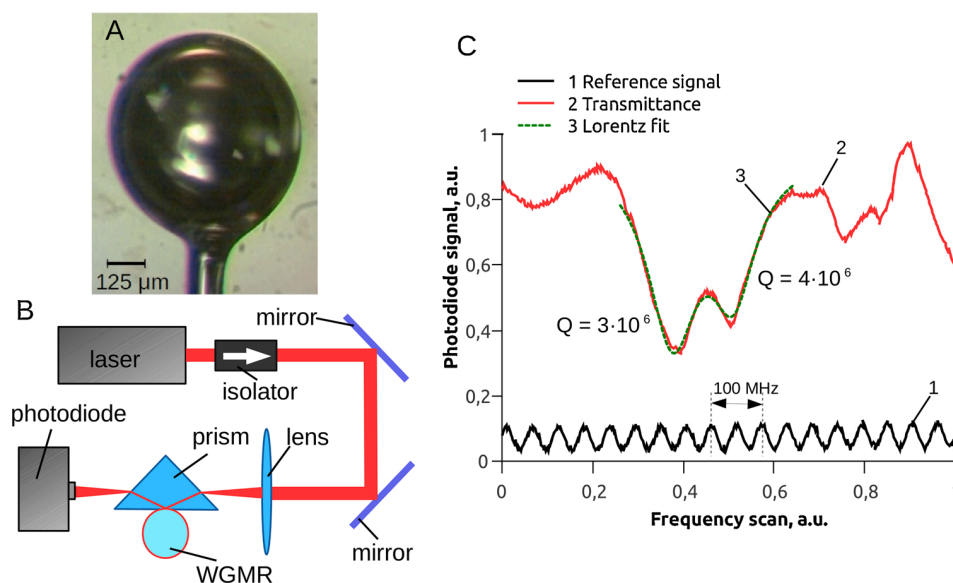 A
125 μm
B
mirror
laser
isolator
photodiode
prism
lens
WGMR
mirror
C
1 Reference signal
2 Transmittance
3 Lorentz fit
Photodiode signal, a.u.
1
0,8
0,6
0,4
0,2
0
3
2
Q = 4·10⁶
Q = 3·10⁶
100 MHz
1
0
0,2
0,4
0,6
0,8
Frequency scan, a.u.